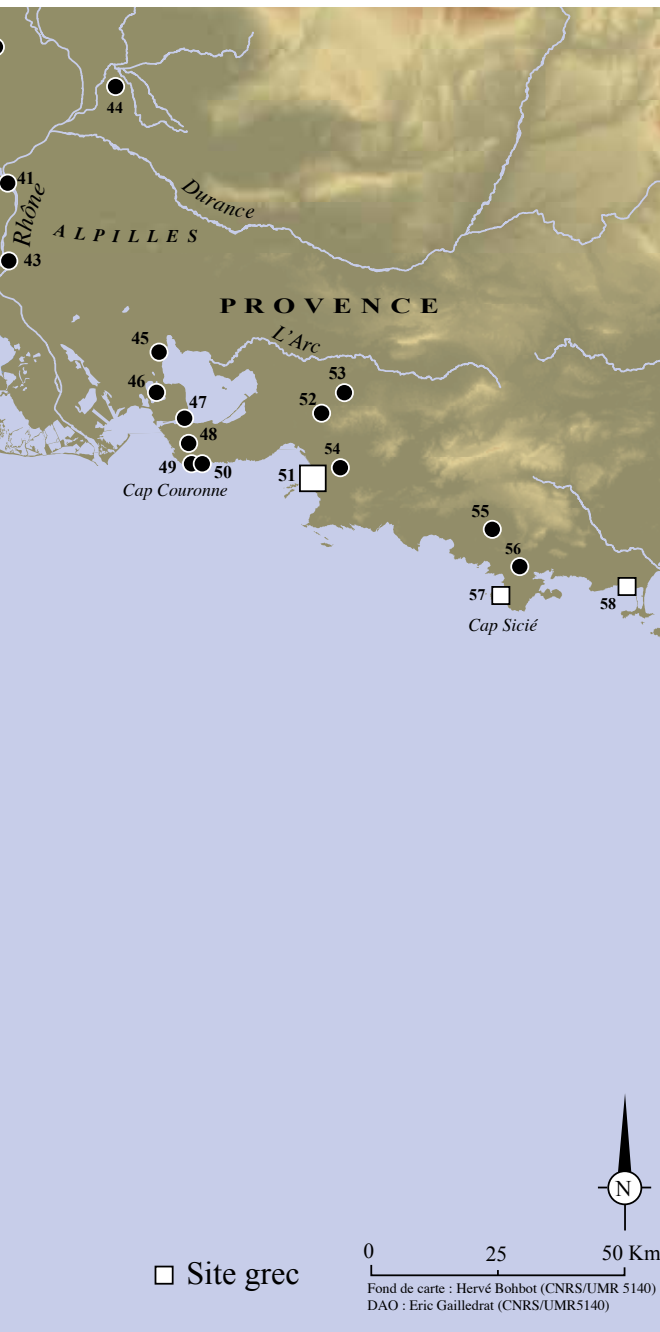 44
41
Rhône
Durance
ALPILLES
43
PROVENCE
L'Arc
45
46
53
47
52
48
54
49
50
51
Cap Couronne
55
56
57
58
Cap Sicié
N
0 25 50 Km
Site grec
Fond de carte : Hervé Bohbot (CNRS/UMR 5140)
DAO : Eric Gailledrat (CNRS/UMR5140)